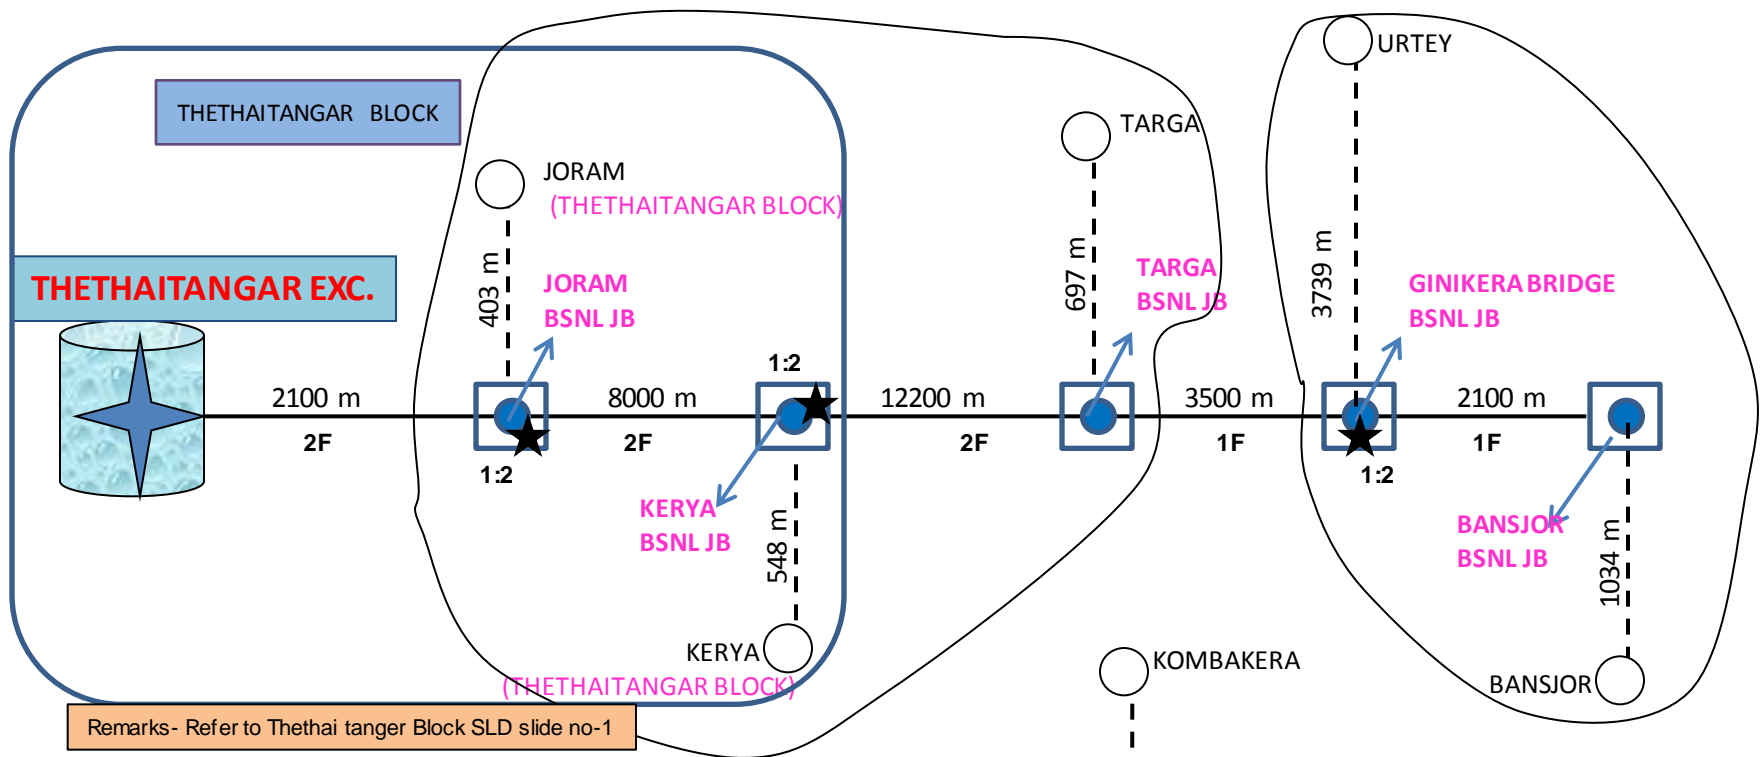 URTEY
THETHAITANGAR BLOCK
TARGA
JORAM
(THETHAITANGAR BLOCK)
THETHAITANGAR EXC.
403 m
JORAM
BSNL JB
697 m
TARGA
BSNL JB
3739 m
GINIKERA BRIDGE
BSNL JB
1:2
2100 m
8000 m
12200 m
3500 m
2100 m
2F
2F
2F
1F
1F
1:2
1:2
KERYA
BSNL JB
548 m
BANSJOR
BSNL JB
1034 m
KERYA
(THETHAITANGAR BLOCK)
KOMBAKERA
BANSJOR
Remarks- Refer to Thethai tanger Block SLD slide no-1